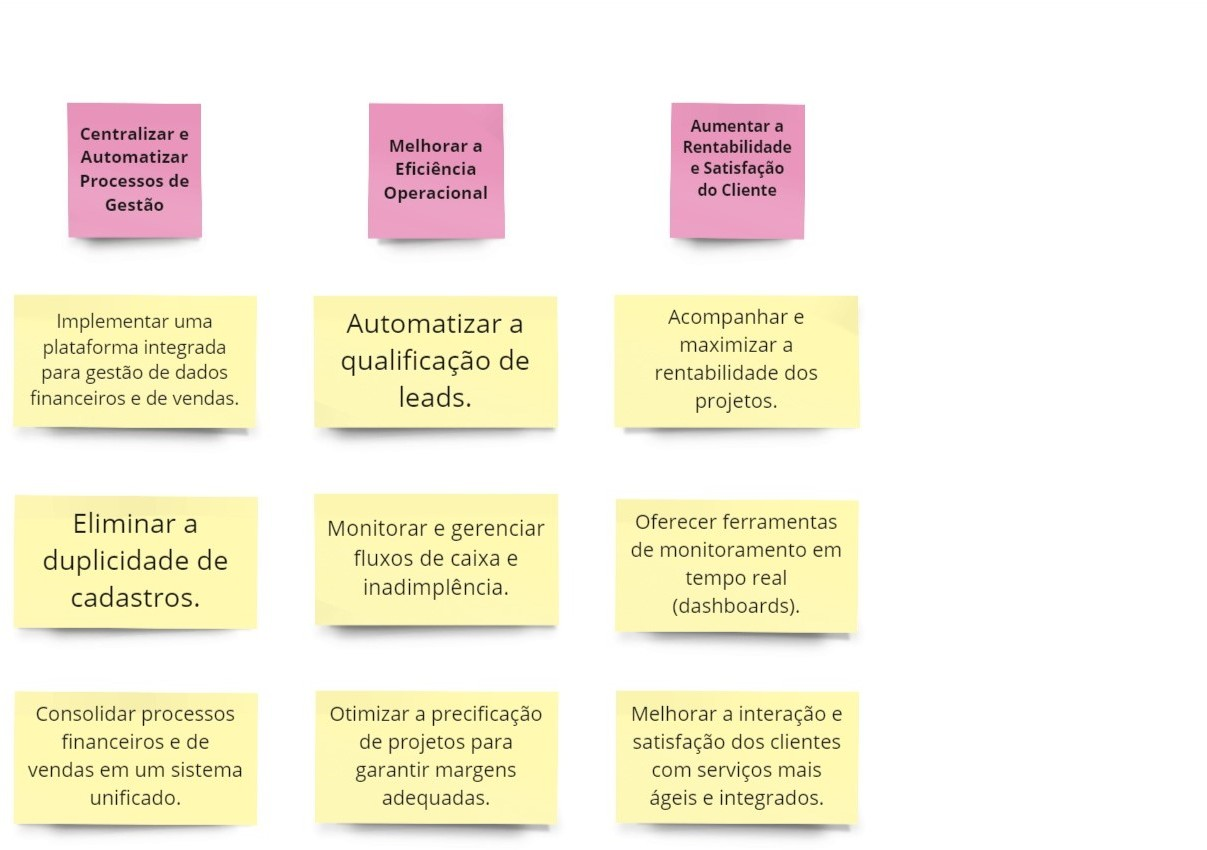 Centralizar e
Automatizar
Processos de
Gestão
Melhorar a
Eficiência
Operacional
Aumentar a
Rentabilidade
e Satisfação
do Cliente
Implementar uma
plataforma integrada
para gestão de dados
financeiros e de vendas.
Automatizar a
qualificação de
leads.
Acompanhar e
maximizar a
rentabilidade dos
projetos.
Eliminar a
duplicidade de
cadastros.
Monitorar e gerenciar
fluxos de caixa e
inadimplência.
Oferecer ferramentas
de monitoramento em
tempo real
(dashboards).
Consolidar processos
financeiros e de
vendas em um sistema
unificado.
Otimizar a precificação
de projetos para
garantir margens
adequadas.
Melhorar a interação e
satisfação dos clientes
com serviços mais
ágeis e integrados.